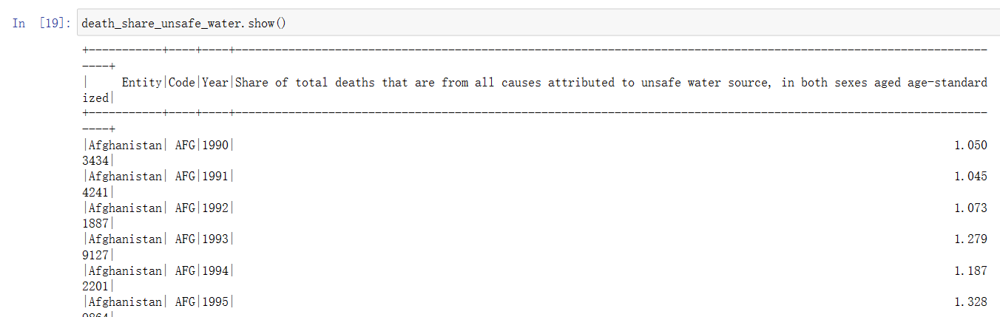 In [19]: death_share_unsafe_water.show()
+-----------+----+----+-----------------------------------------------------------------------------------------------------------------
----+
|     Entity|Code|Year|Share of total deaths that are from all causes attributed to unsafe water source, in both sexes aged age-standard
ized|
+-----------+----+----+-----------------------------------------------------------------------------------------------------------------
----+
|Afghanistan| AFG|1990|                                                                                                            1.050
3434|
|Afghanistan| AFG|1991|                                                                                                            1.045
4241|
|Afghanistan| AFG|1992|                                                                                                            1.073
1887|
|Afghanistan| AFG|1993|                                                                                                            1.279
9127|
|Afghanistan| AFG|1994|                                                                                                            1.187
2201|
|Afghanistan| AFG|1995|                                                                                                            1.328